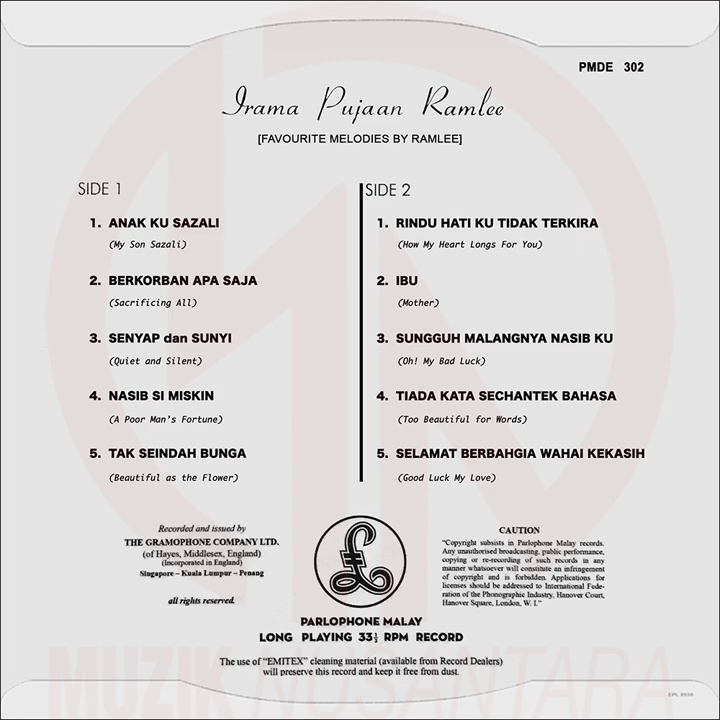 PMDE 302
Irama Pujaan Ramlee
[FAVOURITE MELODIES BY RAMLEE]
SIDE 1
1. ANAK KU SAZALI
(My Son Sazali)
2. BERKORBAN APA SAJA
(Sacrificing All)
3. SENYAP dan SUNYI
(Quiet and Silent)
4. NASIB SI MISKIN
(A Poor Man's Fortune)
5. TAK SEINDAH BUNGA
(Beautiful as the Flower)
SIDE 2
1. RINDU HATI KU TIDAK TERKIRA
(How My Heart Longs For You)
2. IBU
(Mother)
3. SUNGGUH MALANGNYA NASIB KU
(Oh! My Bad Luck)
4. TIADA KATA SECHANTEK BAHASA
(Too Beautiful for Words)
5. SELAMAT BERBAHGIA WAHAI KEKASIH
(Good Luck My Love)
Recorded and issued by
THE GRAMOPHONE COMPANY LTD.
(of Hayes, Middlesex, England)
(Incorporated in England)
Singapore – Kuala Lumpur – Penang
all rights reserved.
£
PARLOPHONE MALAY
LONG PLAYING 33⅓ RPM RECORD
CAUTION
"Copyright subsists in Parlophone Malay records.
Any unauthorised broadcasting, public performance,
copying or re-recording of such records in any
manner whatsoever will constitute an infringement
of copyright and is forbidden. Applications for
licenses should be addressed to International Fede-
ration of the Phonographic Industry, Hanover Court,
Hanover Square, London, W. I."
The use of "EMITEX" cleaning material (available from Record Dealers)
will preserve this record and keep it free from dust.
MUZIK NUSANTARA